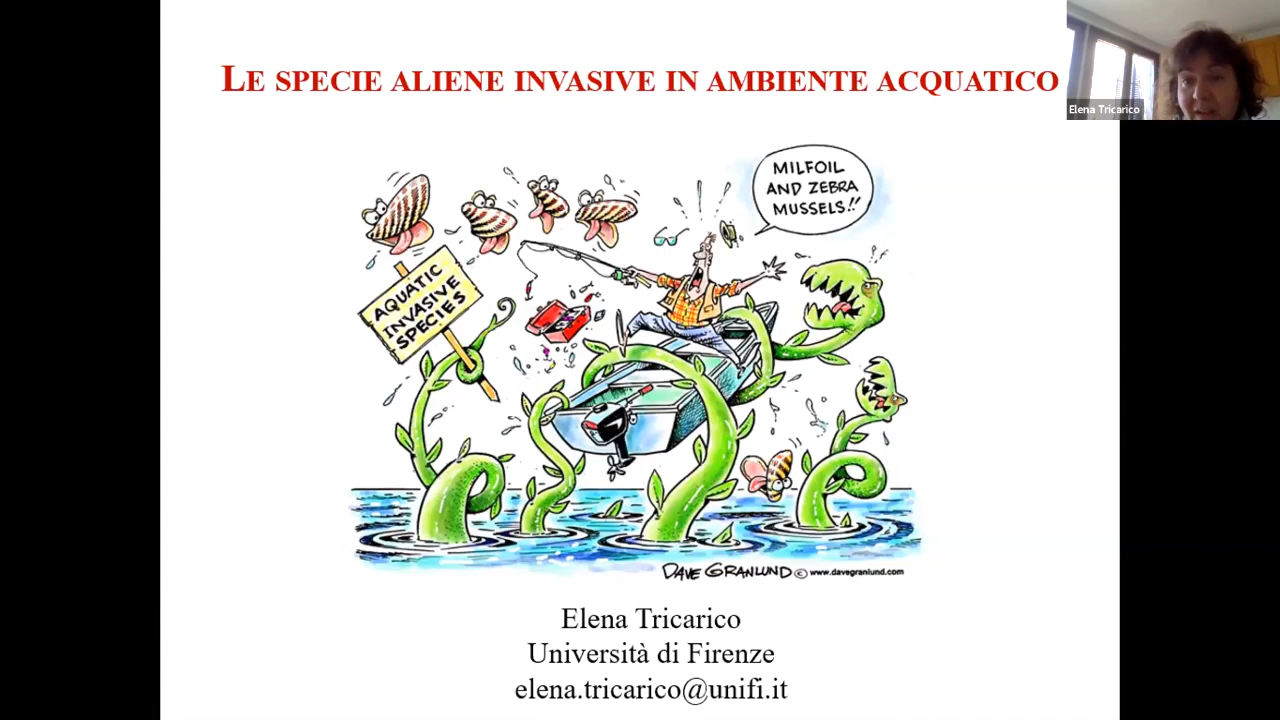 LE SPECIE ALIENE INVASIVE IN AMBIENTE ACQUATICO
Elena Tricarico
MILFOIL
AND ZEBRA
MUSSELS!!
AQUATIC
INVASIVE
SPECIES
DAVE GRANLUND © www.davegranlund.com
Elena Tricarico
Università di Firenze
elena.tricarico@unifi.it